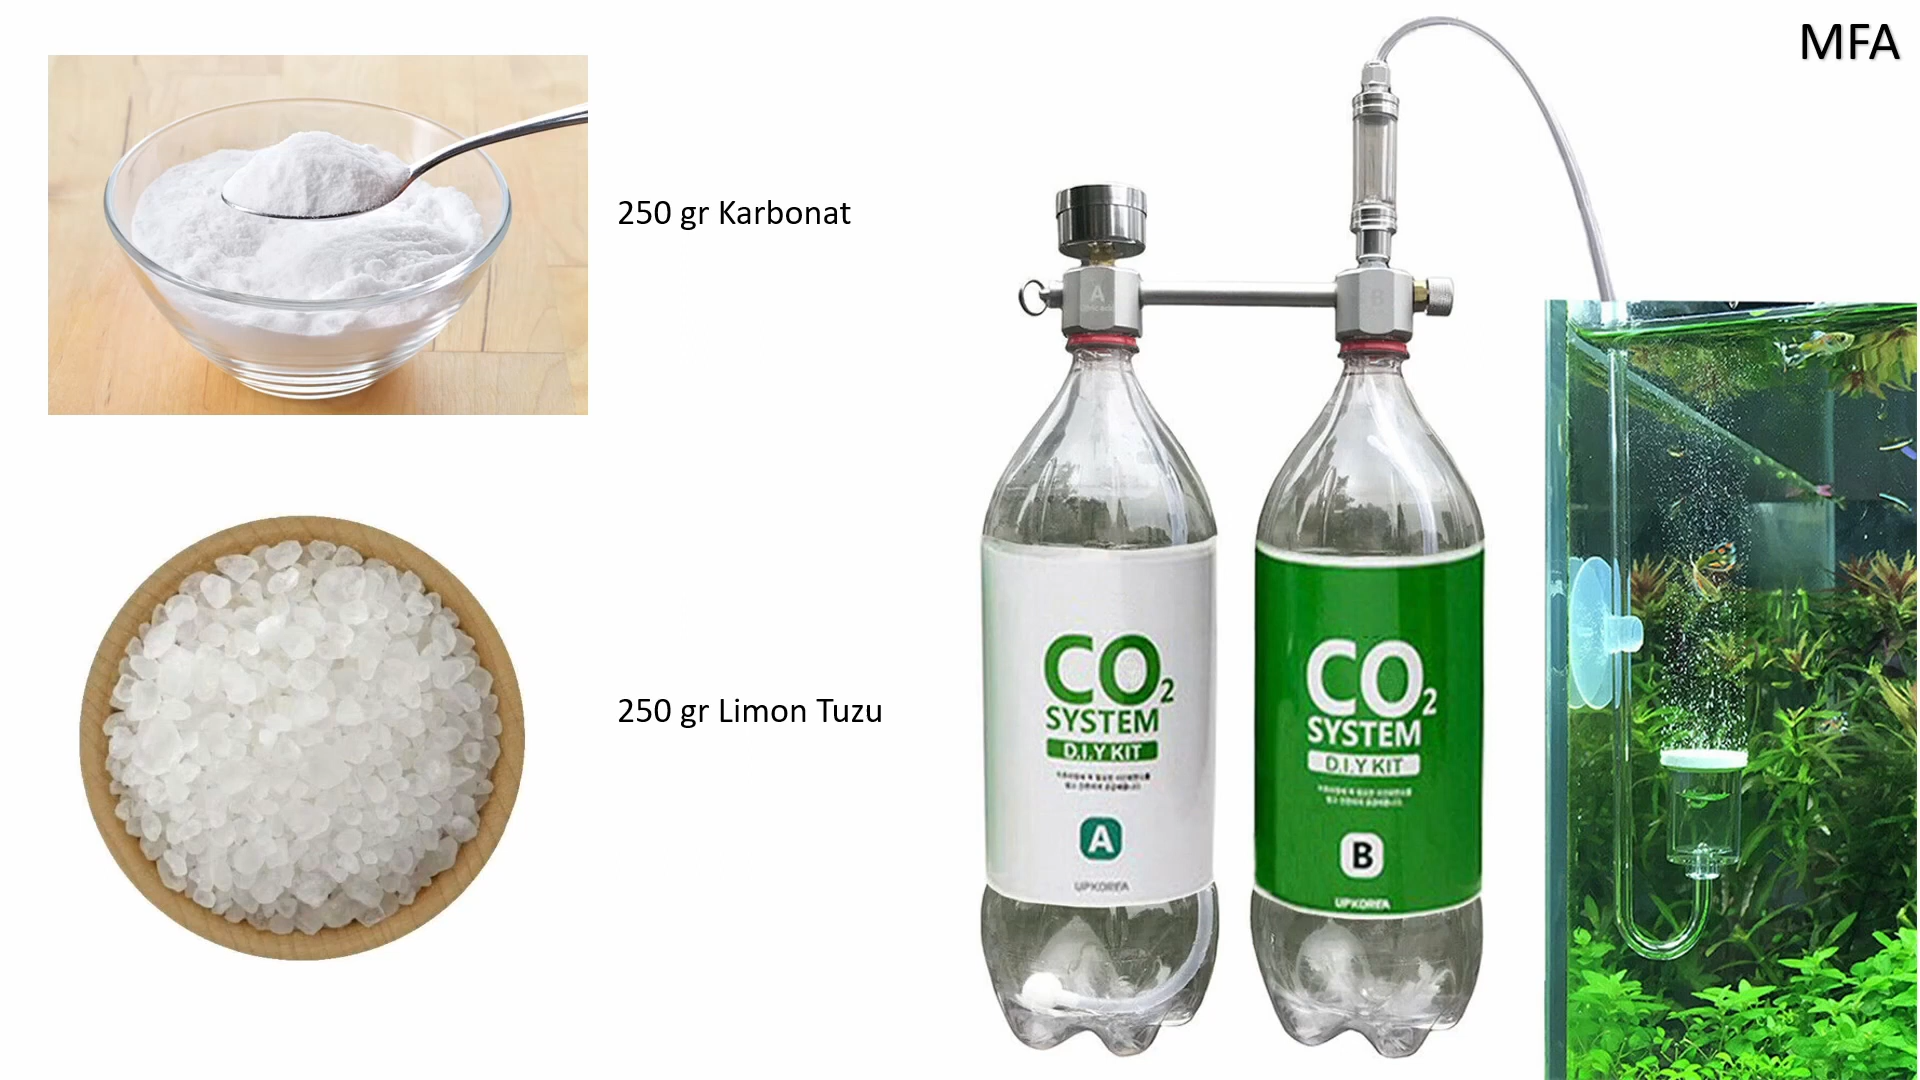 MFA
250 gr Karbonat
250 gr Limon Tuzu
A
B
CO2
SYSTEM
D.I.Y KIT
A
UPKOREA
CO2
SYSTEM
D.I.Y KIT
B
UPKOREA